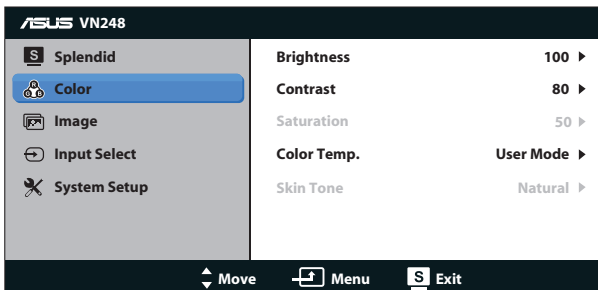 ASUS VN248
S Splendid
Color
Image
Input Select
System Setup
Brightness 100
Contrast 80
Saturation 50
Color Temp. User Mode
Skin Tone Natural
Move Menu S Exit